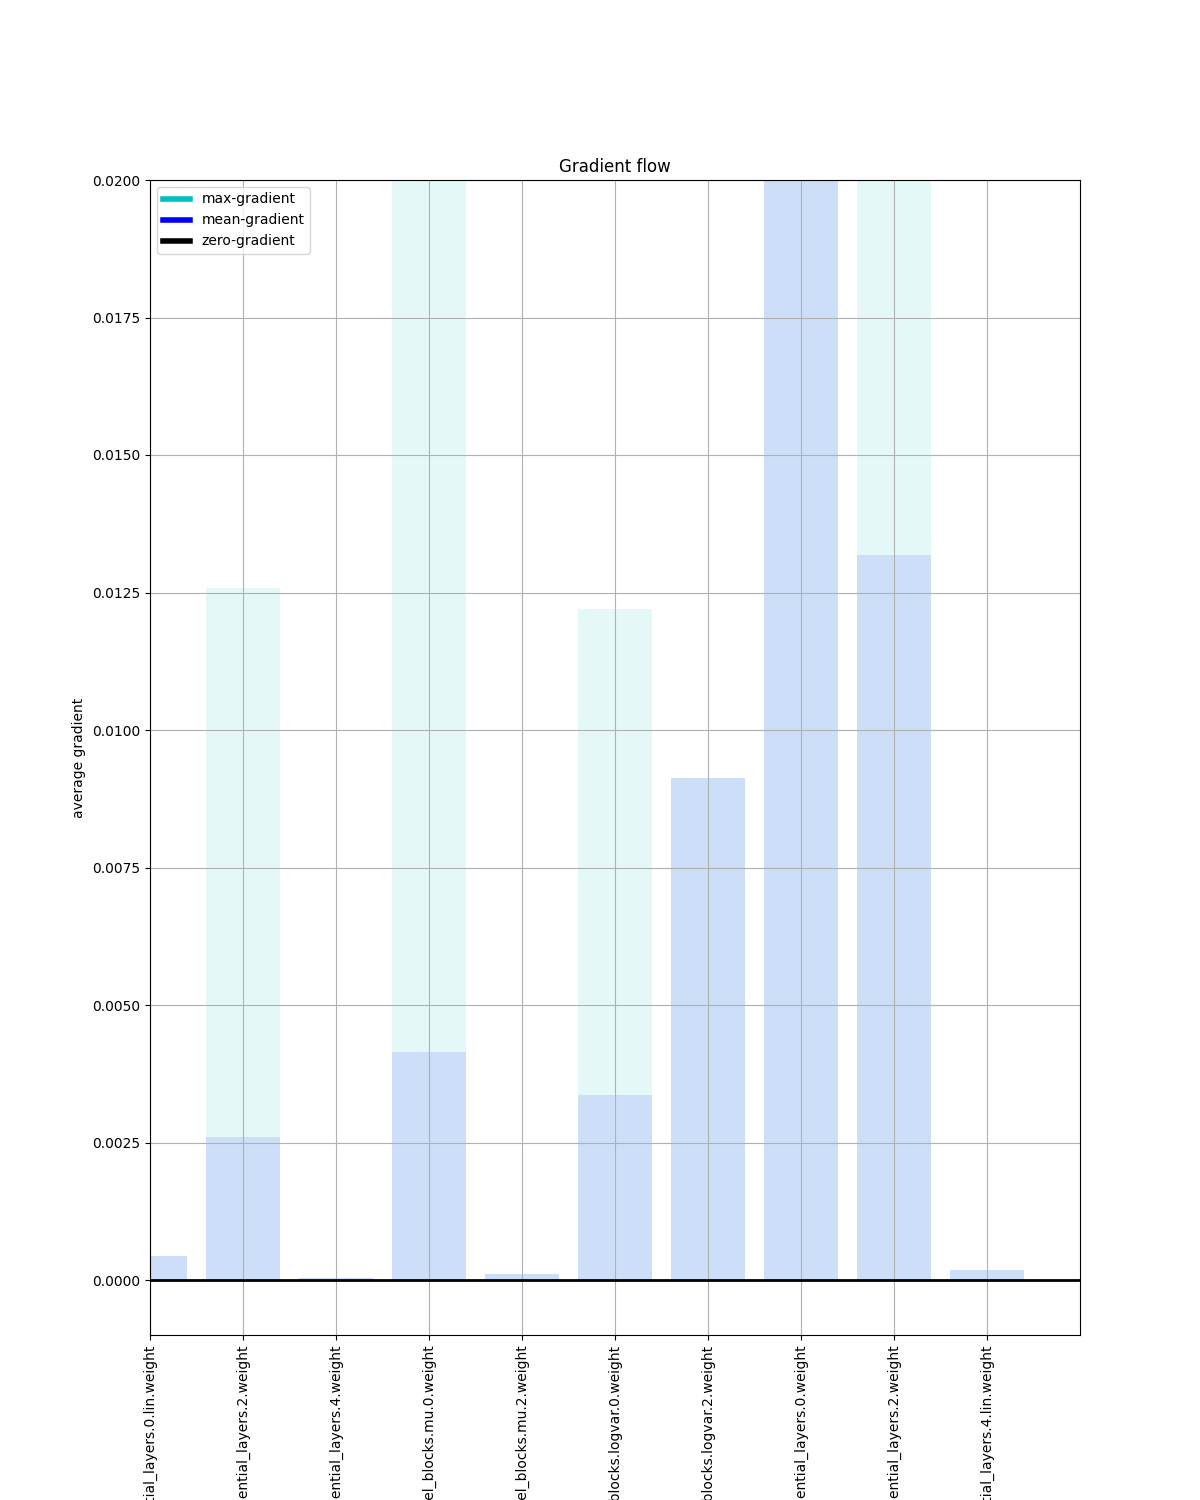 Gradient flow
max-gradient
mean-gradient
zero-gradient
0.0200
0.0175
0.0150
0.0125
0.0100
0.0075
0.0050
0.0025
0.0000
average gradient
tial_layers.0.lin.weight
ential_layers.2.weight
ential_layers.4.weight
el_blocks.mu.0.weight
el_blocks.mu.2.weight
blocks.logvar.0.weight
blocks.logvar.2.weight
ential_layers.0.weight
ential_layers.2.weight
tial_layers.4.lin.weight